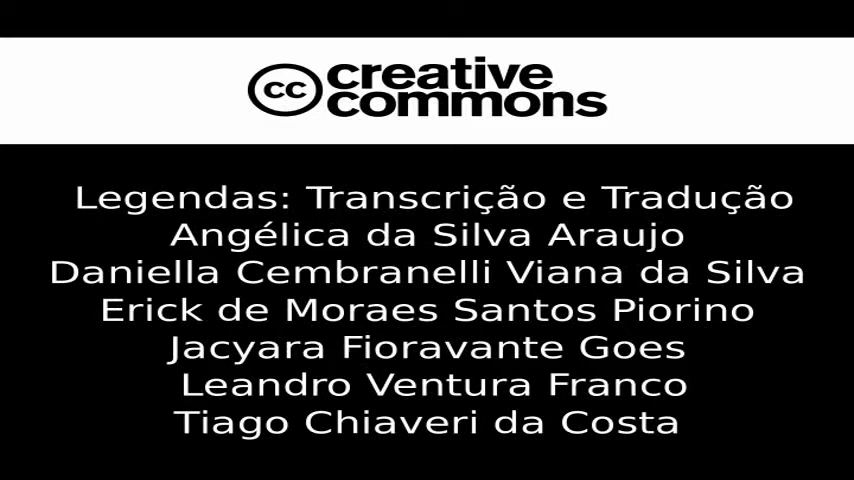 cc creative
commons
Legendas: Transcrição e Tradução
Angélica da Silva Araujo
Daniella Cembranelli Viana da Silva
Erick de Moraes Santos Piorino
Jacyara Fioravante Goes
Leandro Ventura Franco
Tiago Chiaveri da Costa